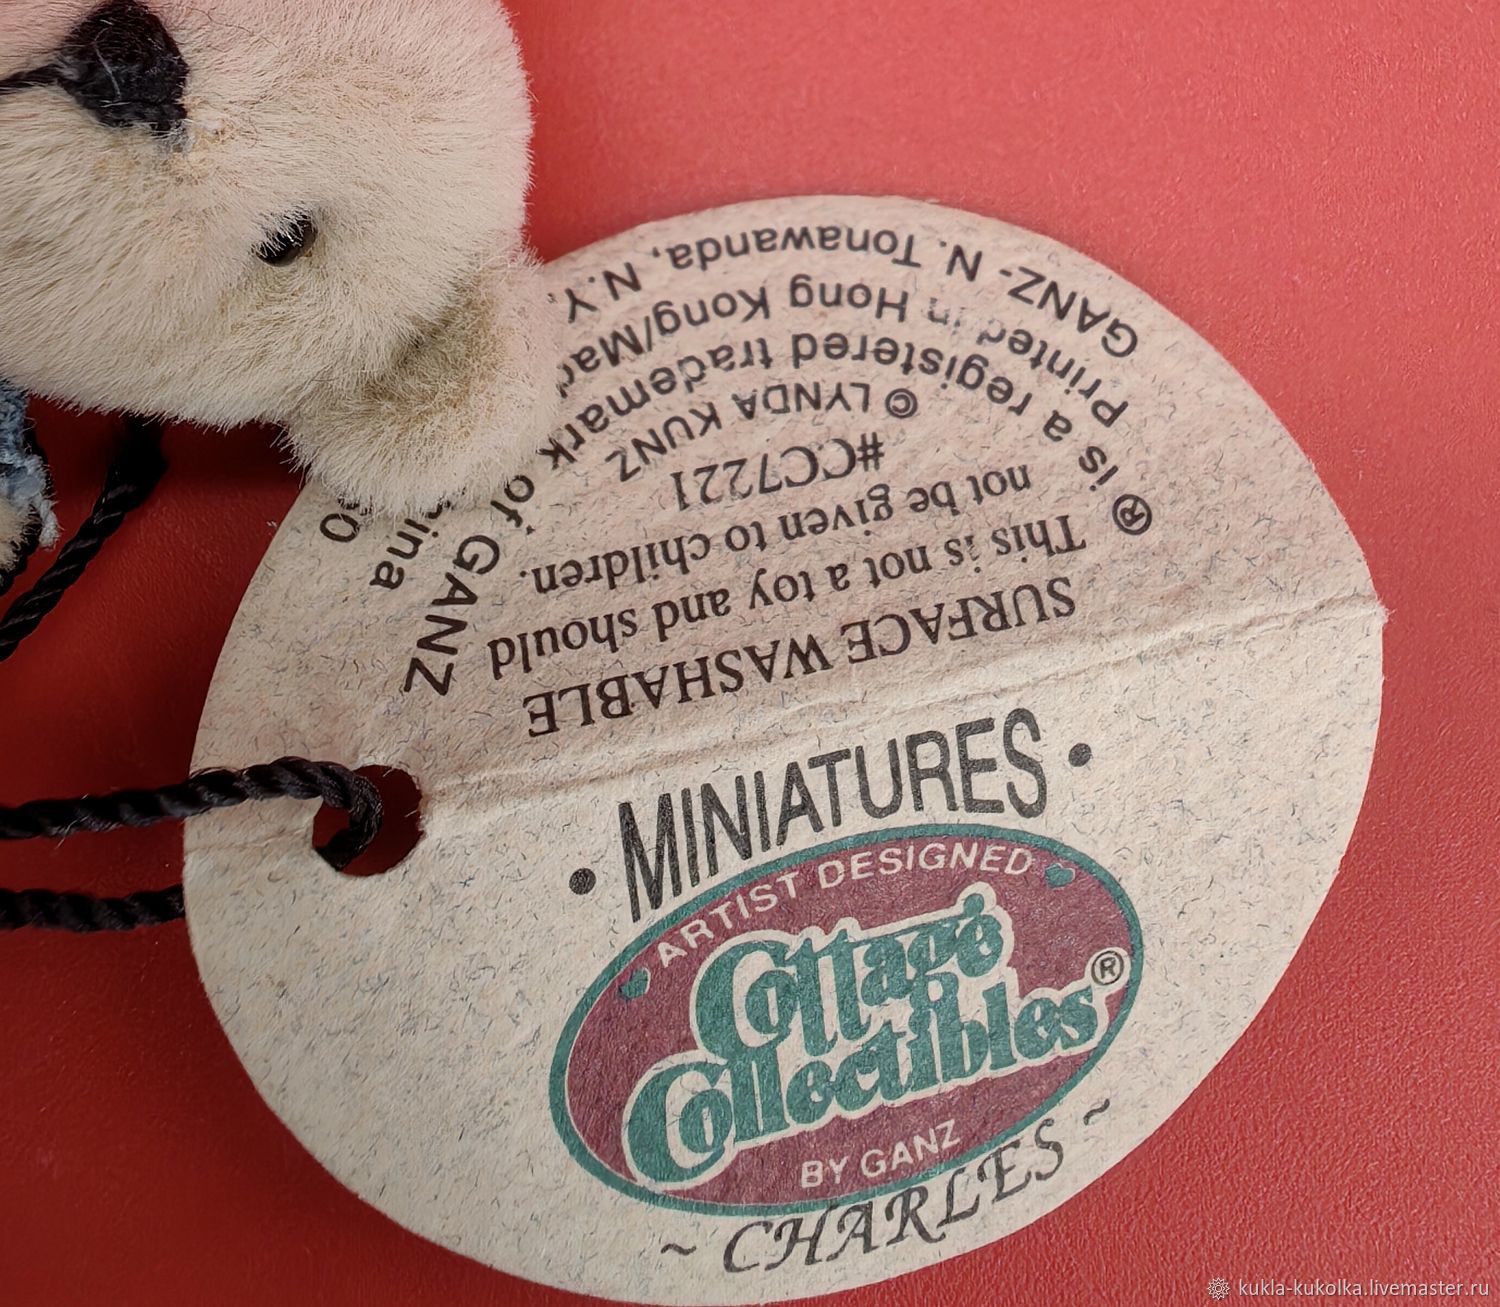 • MINIATURES •
ARTIST DESIGNED
Cottage
Collectibles®
BY GANZ
~ CHARLES ~
SURFACE WASHABLE
This is not a toy and should
not be given to children.
#CC7221
© LYNDA KUNZ
® is a registered trademark of GANZ
Printed in Hong Kong/
GANZ- N. Tonawanda, N.Y.
kukla-kukolka.livemaster.ru